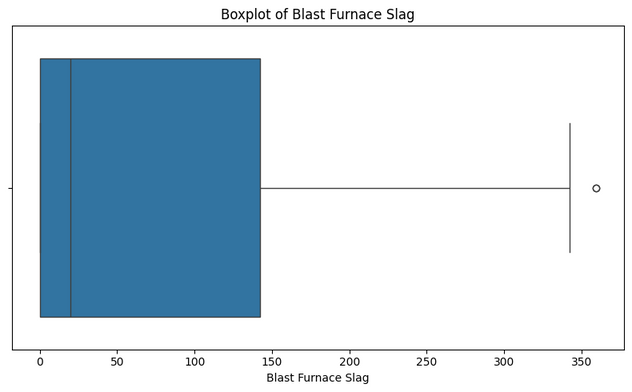 Boxplot of Blast Furnace Slag
0 50 100 150 200 250 300 350
Blast Furnace Slag